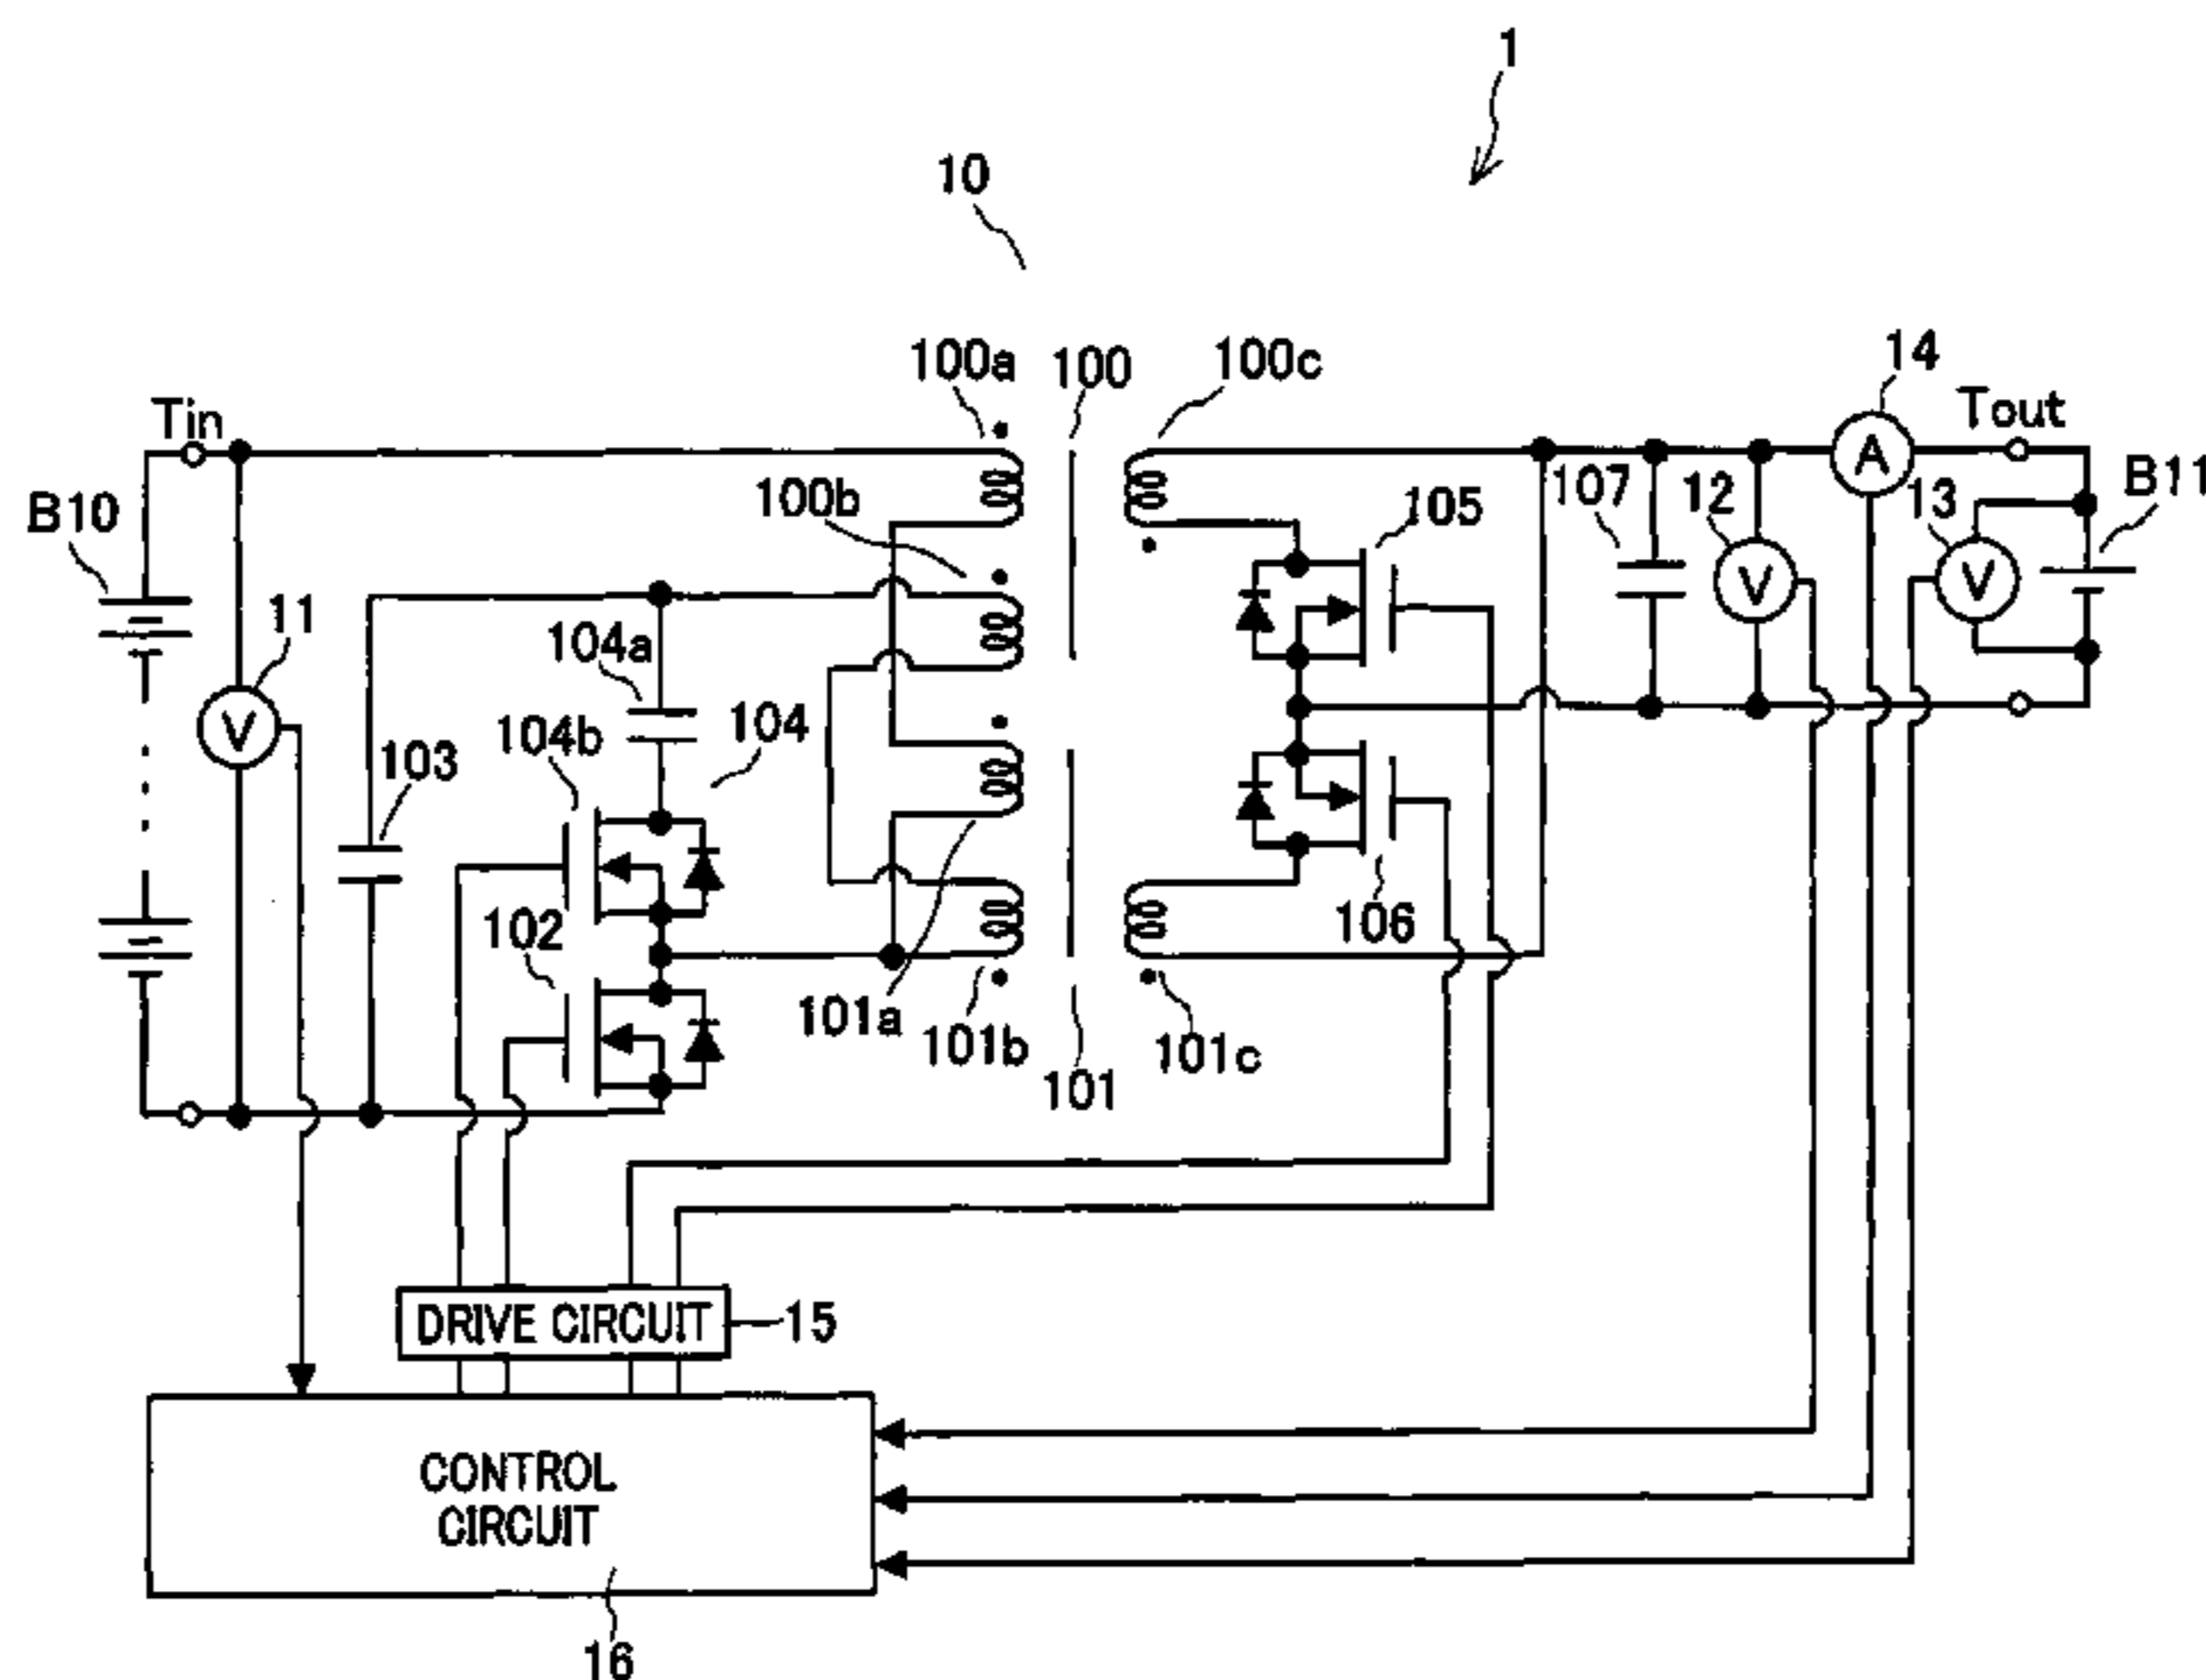 1
10
100a
100
100c
14
Tin
Tout
B10
100b
107
12
13
B11
105
11
104a
104b
104
103
102
106
101a
101b
101c
101
V
V
V
A
DRIVE CIRCUIT
15
CONTROL
CIRCUIT
16